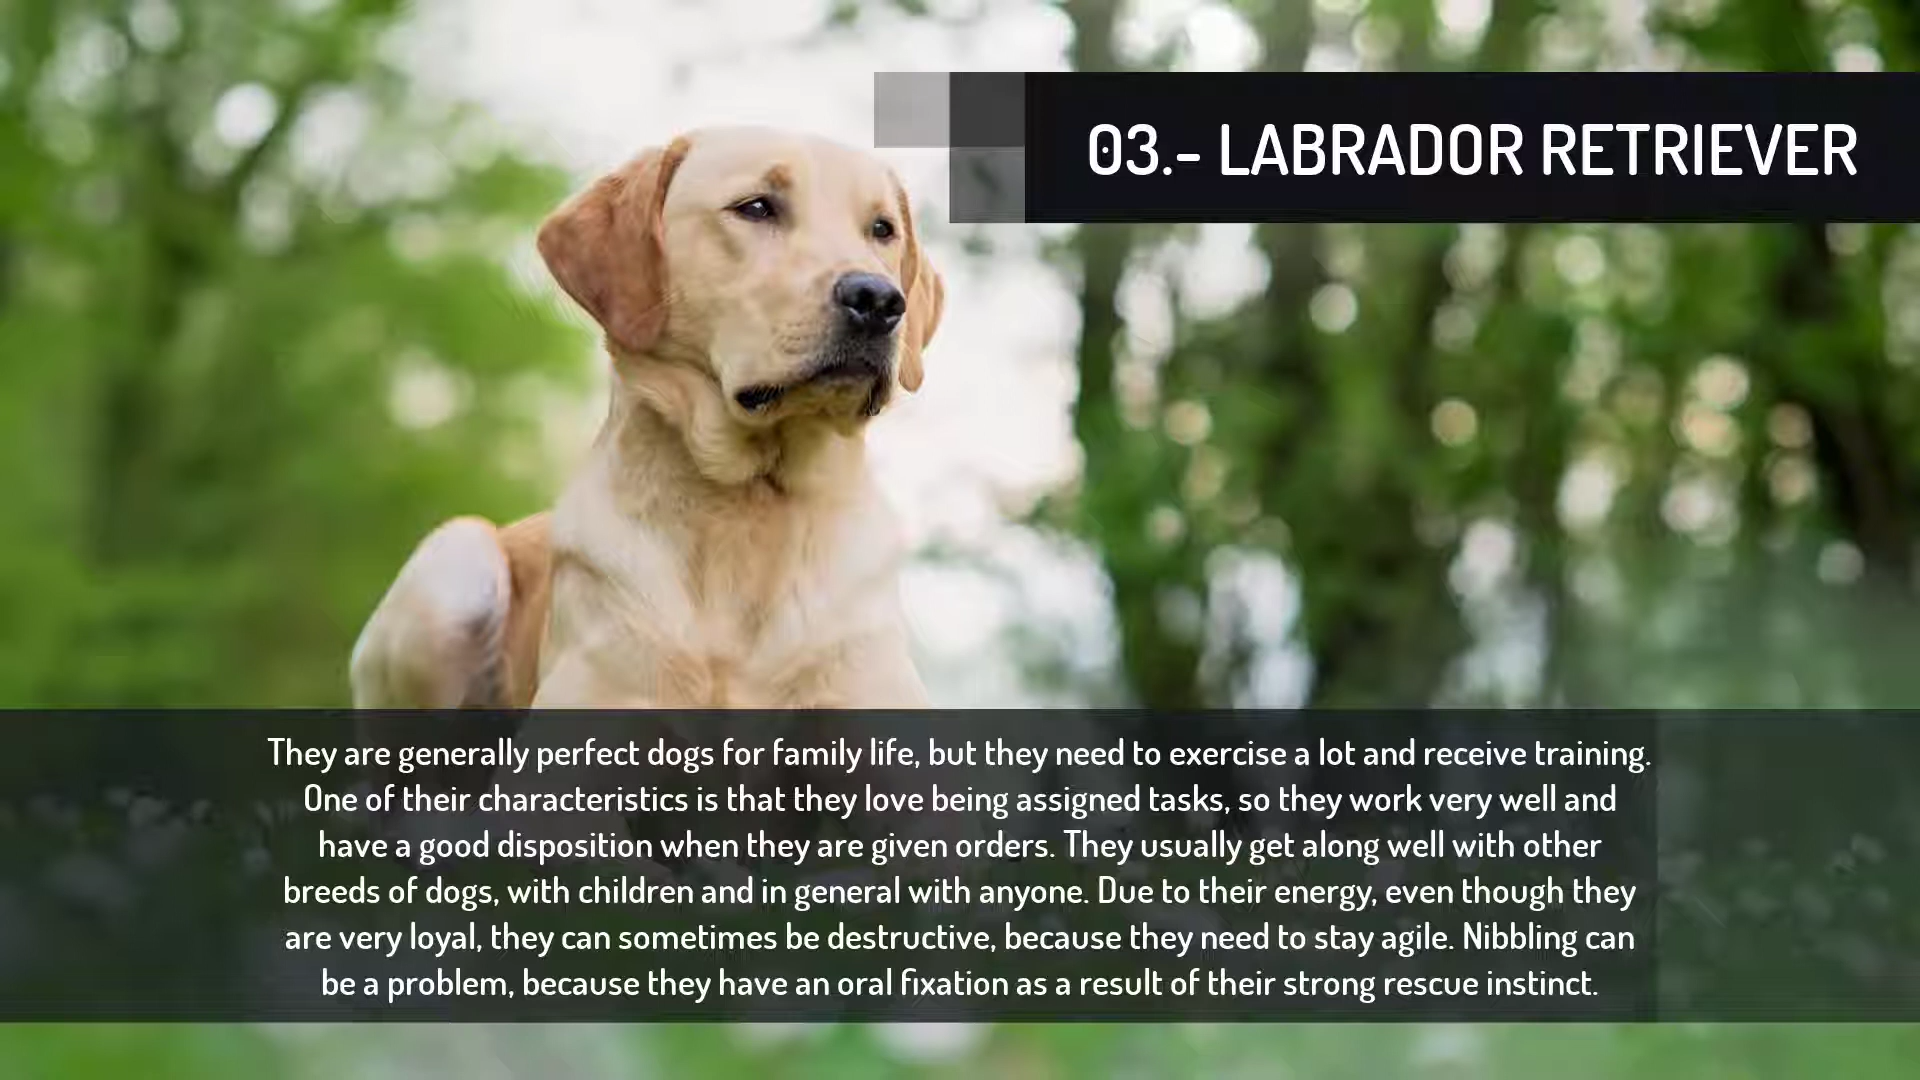 03.- LABRADOR RETRIEVER
They are generally perfect dogs for family life, but they need to exercise a lot and receive training.
One of their characteristics is that they love being assigned tasks, so they work very well and
have a good disposition when they are given orders. They usually get along well with other
breeds of dogs, with children and in general with anyone. Due to their energy, even though they
are very loyal, they can sometimes be destructive, because they need to stay agile. Nibbling can
be a problem, because they have an oral fixation as a result of their strong rescue instinct.